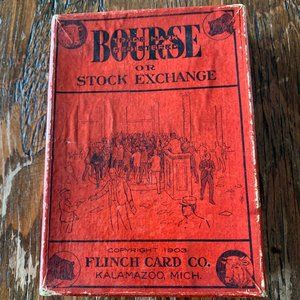 BOURSE
OR
STOCK EXCHANGE
COPYRIGHT 1903
FLINCH CARD CO.
KALAMAZOO, MICH.